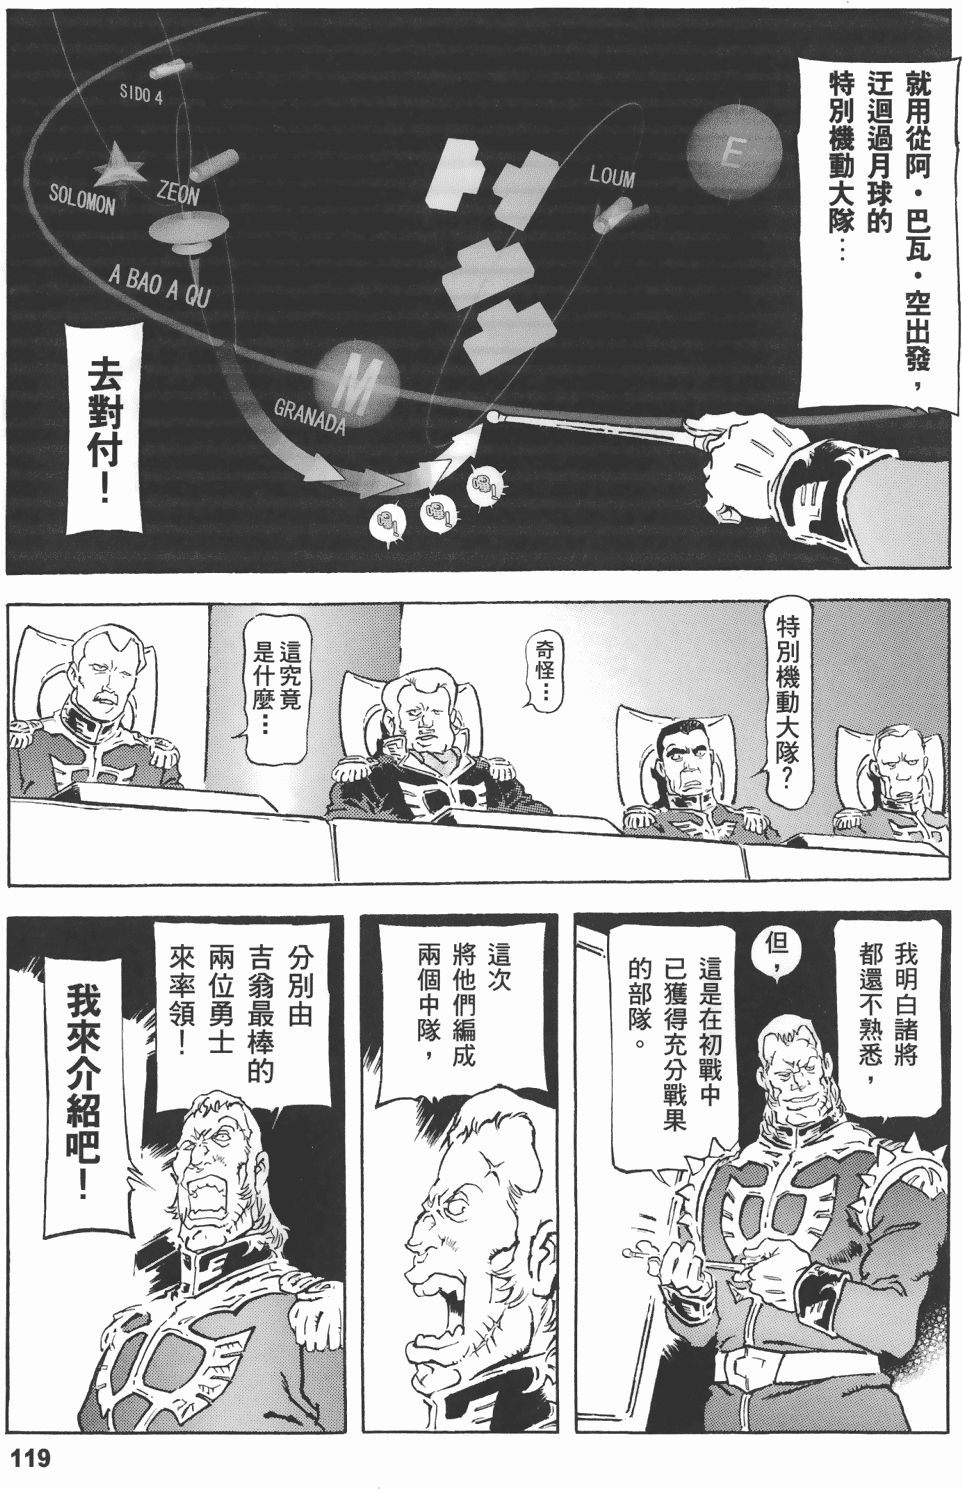 就用從阿・巴瓦・空出發，
迂迴過月球的
特別機動大隊…
E
LOUM
SIDO 4
SOLOMON
ZEON
A BAO A QU
M
GRANADA
去對付！
特別機動大隊？
奇怪…
這究竟
是什麼…
我明白諸將
都還不熟悉，
但，
這是在初戰中
已獲得充分戰果
的部隊。
這次
將他們編成
兩個中隊，
分別由
吉翁最棒的
兩位勇士
來率領！
我來介紹吧！
119